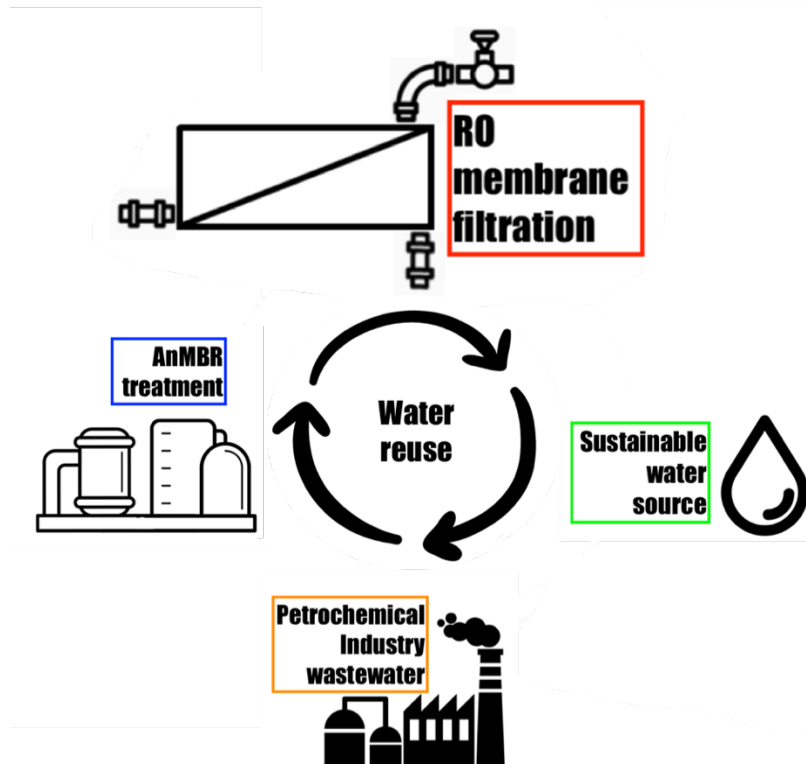 RO
membrane
filtration
AnMBR
treatment
Water
reuse
Sustainable
water
source
Petrochemical
Industry
wastewater